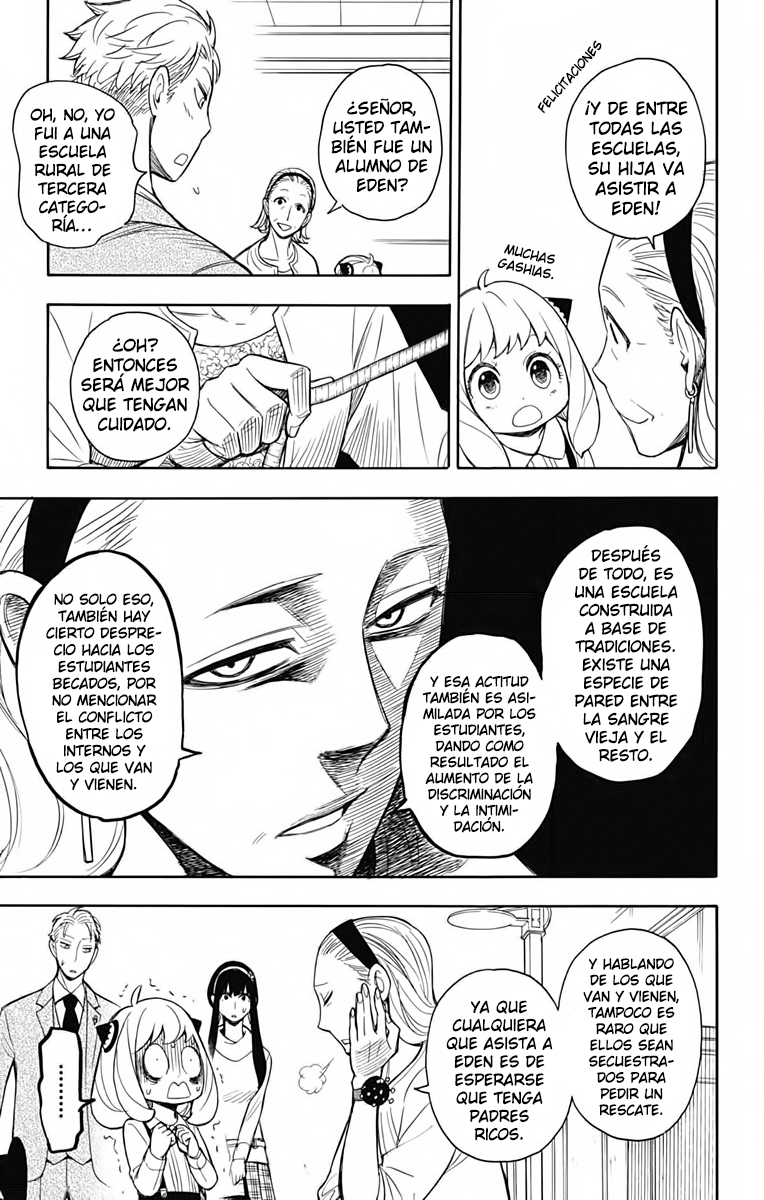 ¡Y DE ENTRE
TODAS LAS
ESCUELAS,
SU HIJA VA
ASISTIR A
EDEN!
FELICITACIONES
MUCHAS
GASHIAS.
¿SEÑOR,
USTED TAM-
BIÉN FUE UN
ALUMNO DE
EDEN?
OH, NO, YO
FUI A UNA
ESCUELA
RURAL DE
TERCERA
CATEGO-
RÍA...
¿OH?
ENTONCES
SERÁ MEJOR
QUE TENGAN
CUIDADO.
DESPUÉS
DE TODO, ES
UNA ESCUELA
CONSTRUIDA
A BASE DE
TRADICIONES.
EXISTE UNA
ESPECIE DE
PARED ENTRE
LA SANGRE
VIEJA Y EL
RESTO.
Y ESA ACTITUD
TAMBIÉN ES ASI-
MILADA POR LOS
ESTUDIANTES,
DANDO COMO
RESULTADO EL
AUMENTO DE LA
DISCRIMINACIÓN
Y LA INTIMI-
DACIÓN.
NO SOLO ESO,
TAMBIÉN HAY
CIERTO DESPRE-
CIO HACIA LOS
ESTUDIANTES
BECADOS, POR
NO MENCIONAR
EL CONFLICTO
ENTRE LOS
INTERNOS Y
LOS QUE VAN
Y VIENEN.
Y HABLANDO
DE LOS QUE
VAN Y VIENEN,
TAMPOCO ES
RARO QUE
ELLOS SEAN
SECUESTRA-
DOS PARA
PEDIR UN
RESCATE.
YA QUE
CUALQUIERA
QUE ASISTA A
EDEN ES DE
ESPERARSE
QUE TENGA
PADRES
RICOS.
........